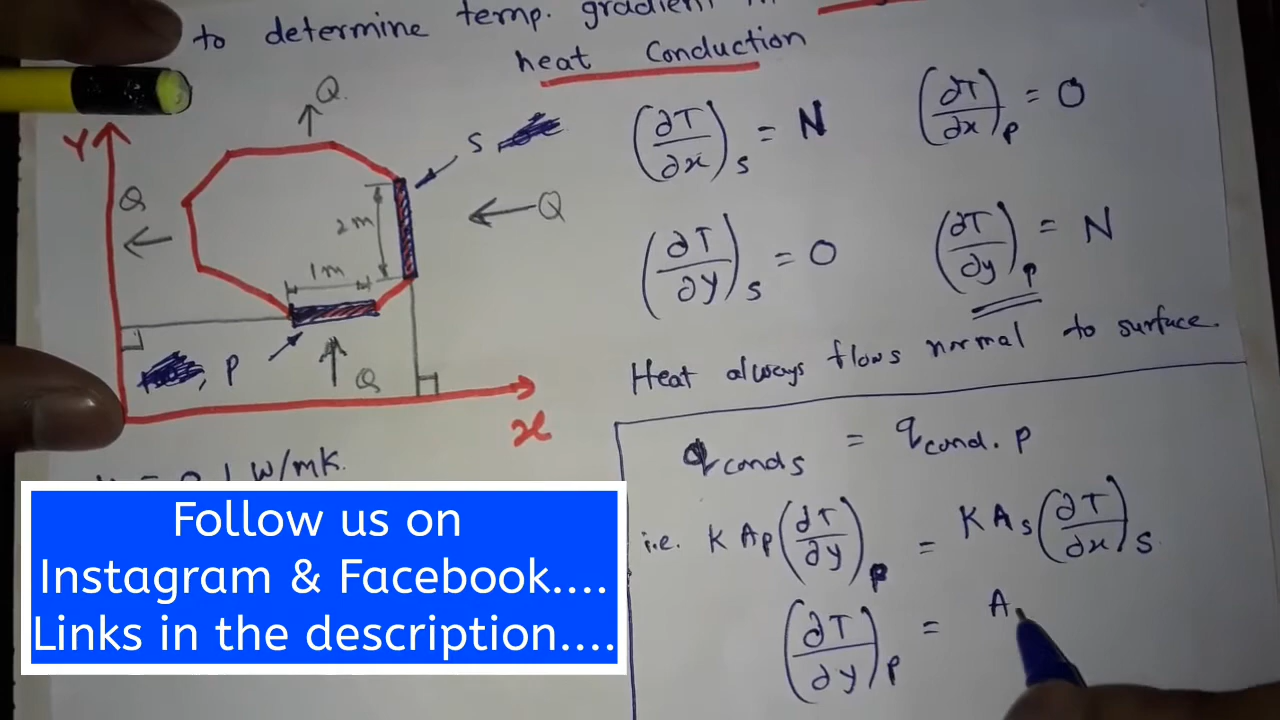 to determine temp. gradient
heat Conduction
Q
Y
S
Q
2m
Q
1m
P
Q
x
(∂T/∂x)s = N
(∂T/∂x)p = 0
(∂T/∂y)s = 0
(∂T/∂y)p = N
Heat always flows normal to surface.
qconds = qcond. p
i.e. K Ap (∂T/∂y)p = K As (∂T/∂x)s
(∂T/∂y)p = A
W/mk.
Follow us on
Instagram & Facebook....
Links in the description....